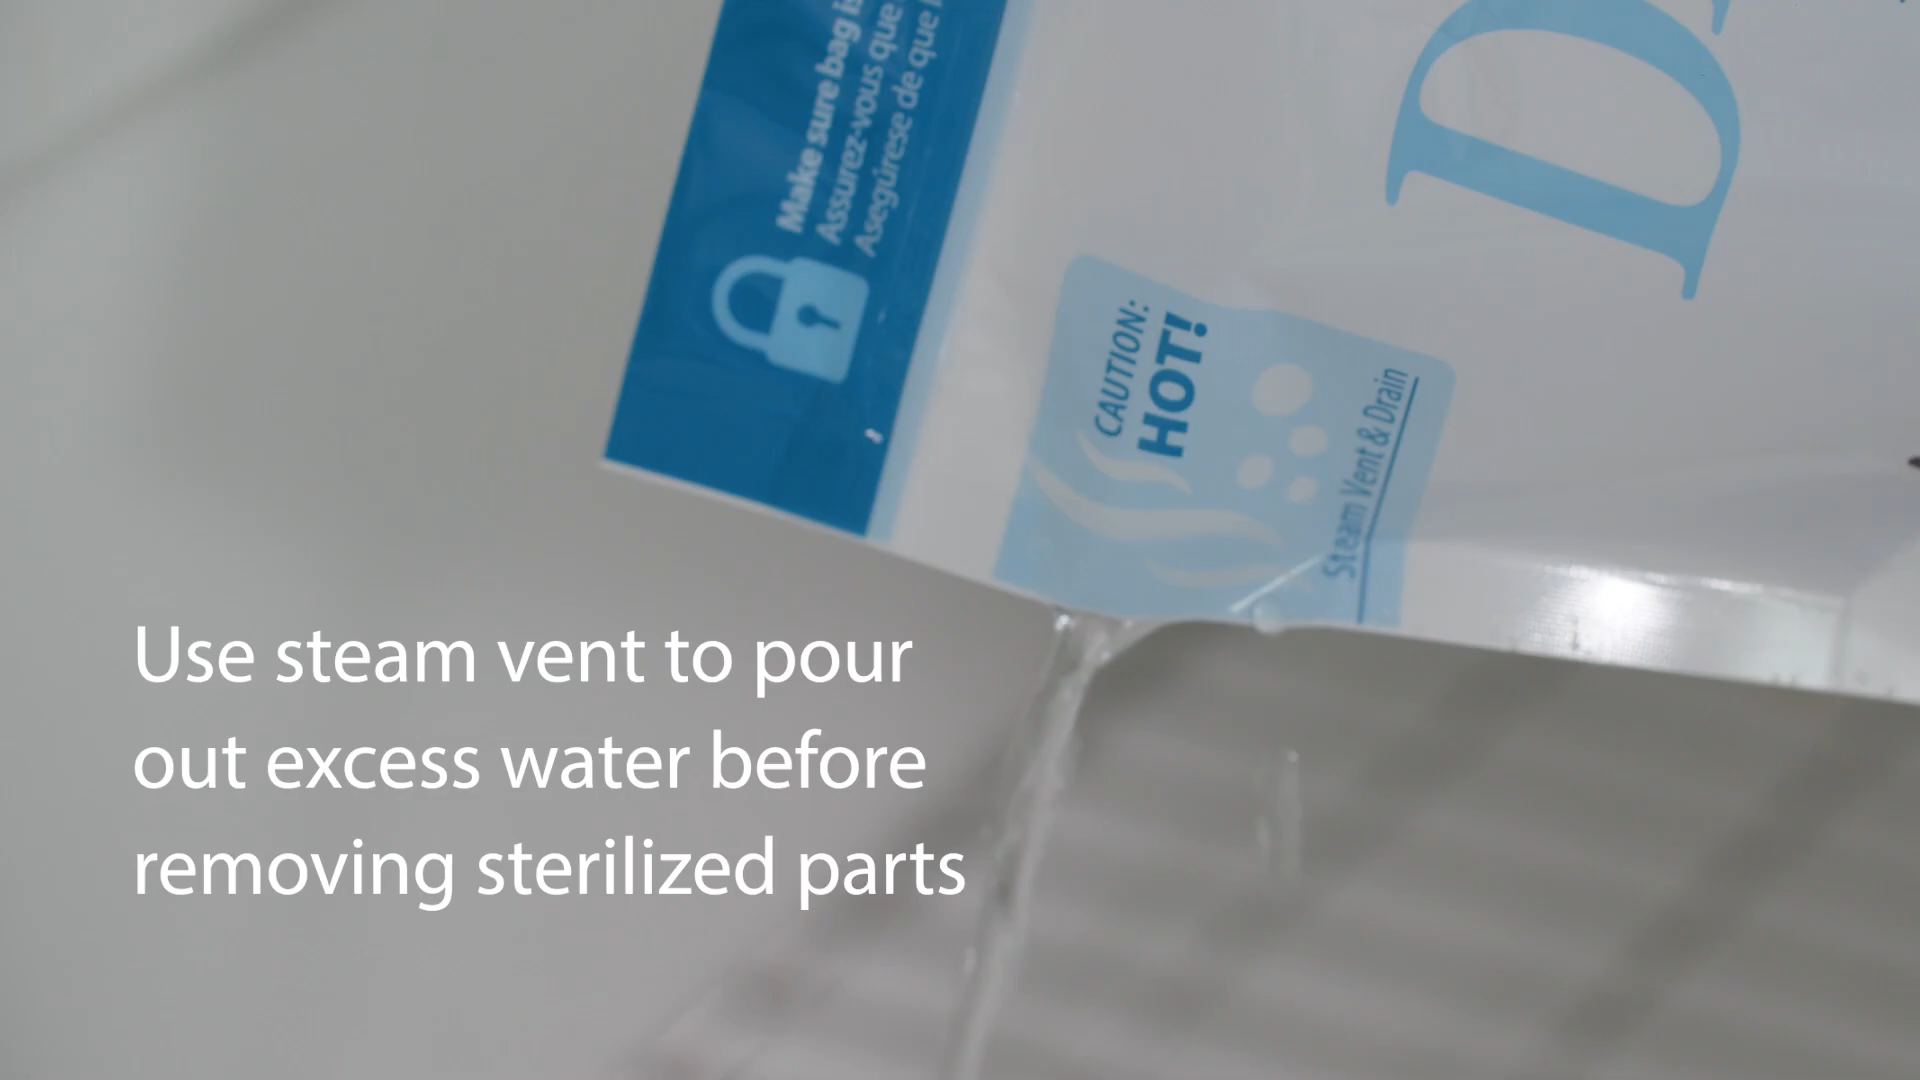 Make sure bag is
Assurez-vous que
Asegúrese de que
CAUTION:
HOT!
Steam Vent & Drain
D
Use steam vent to pour
out excess water before
removing sterilized parts